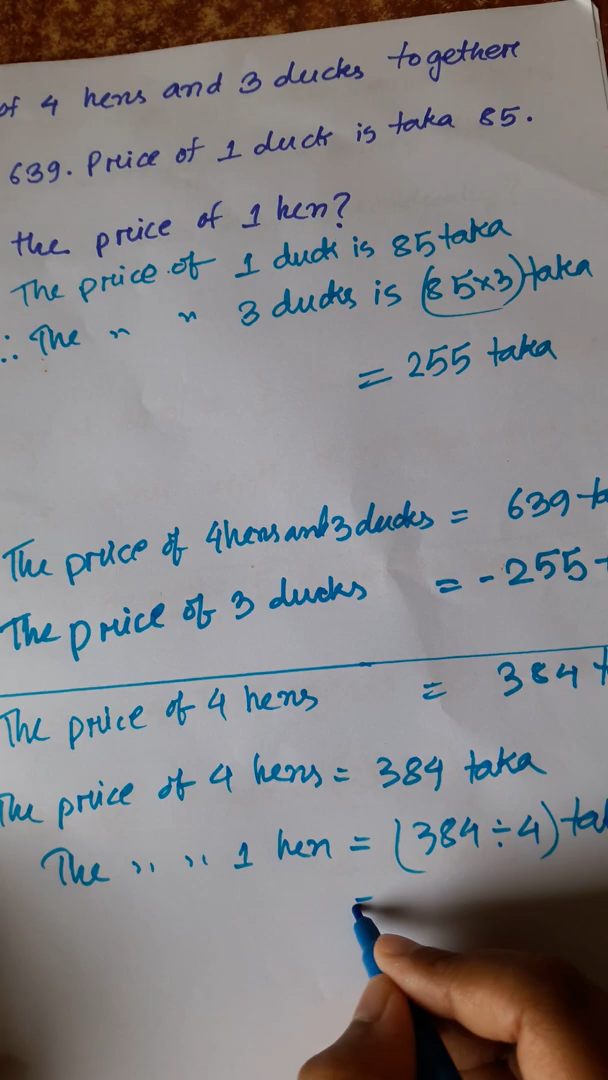 of 4 hens and 3 ducks together
639. Price of 1 duck is taka 85.
the price of 1 hen?
The price of 1 duck is 85 taka
∴ The " " 3 ducks is (85×3) taka
= 255 taka
The price of 4 hens and 3 ducks = 639 ta
The price of 3 ducks = - 255 t
The price of 4 hens = 384 t
The price of 4 hens = 384 taka
The " " 1 hen = (384 ÷ 4) tak
=